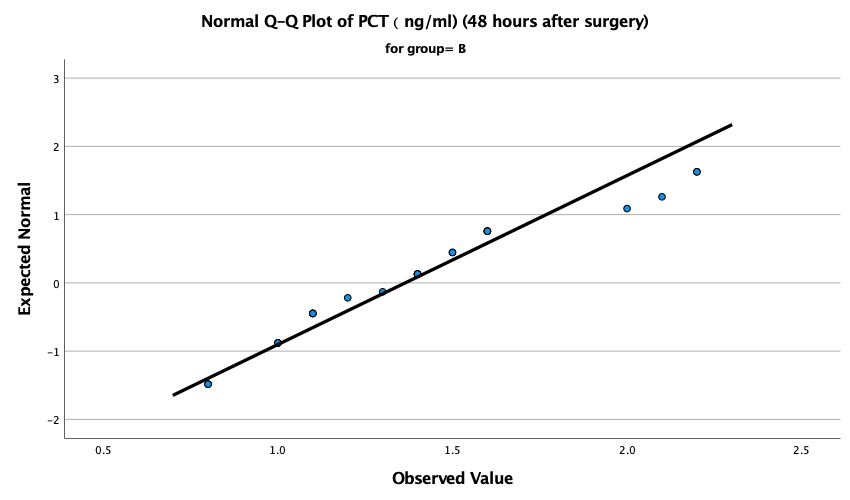 Normal Q-Q Plot of PCT ( ng/ml) (48 hours after surgery)
for group= B
3
2
1
0
-1
-2
Expected Normal
0.5 1.0 1.5 2.0 2.5
Observed Value